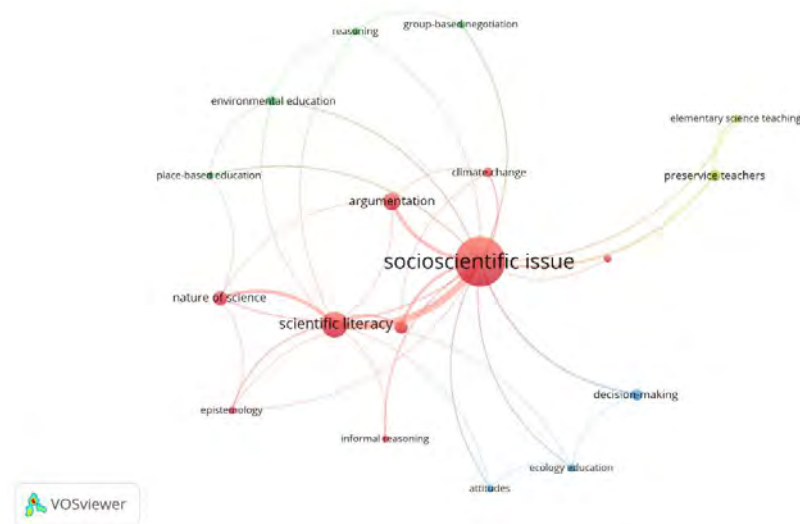 reasoning
group-based negotiation
environmental education
elementary science teaching
place-based education
climate change
preservice teachers
argumentation
socioscientific issue
nature of science
scientific literacy
decision-making
epistemology
informal reasoning
ecology education
attitudes
VOSviewer